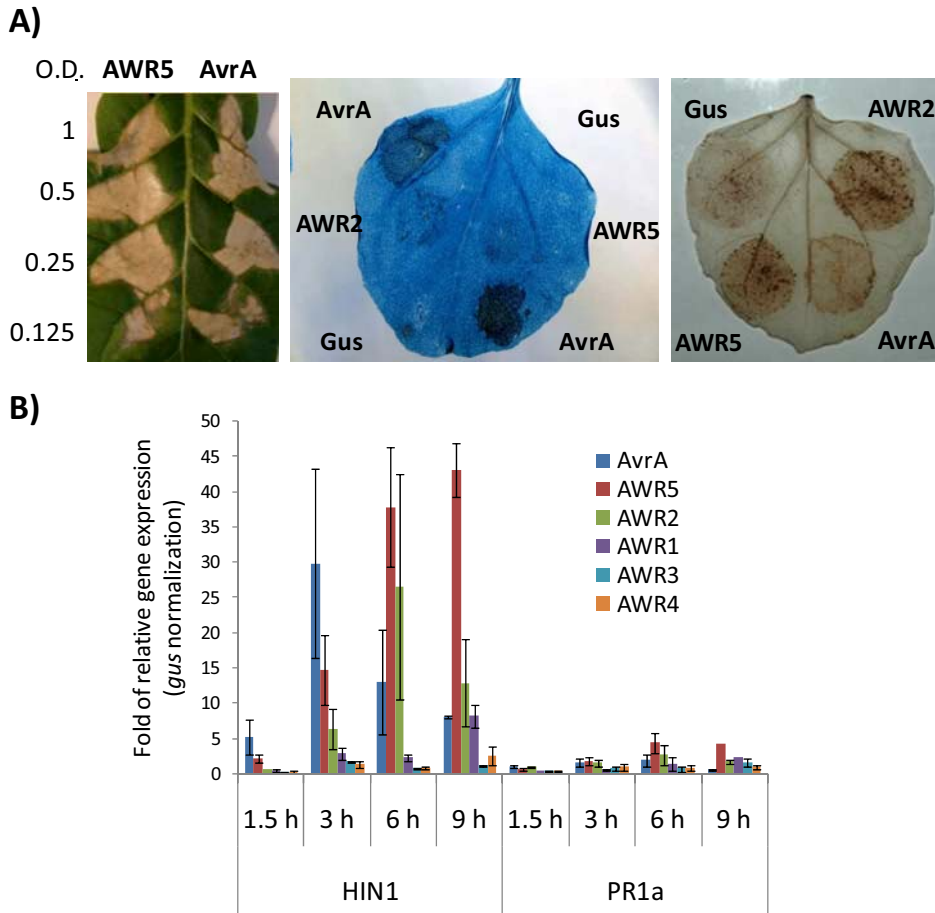 A)
O.D. AWR5 AvrA
1
0.5
0.25
0.125
AvrA Gus
AWR2 AWR5
Gus AvrA
Gus AWR2
AWR5 AvrA
B)
Fold of relative gene expression
(gus normalization)
50
45
40
35
30
25
20
15
10
5
0
AvrA
AWR5
AWR2
AWR1
AWR3
AWR4
1.5 h 3 h 6 h 9 h 1.5 h 3 h 6 h 9 h
HIN1 PR1a